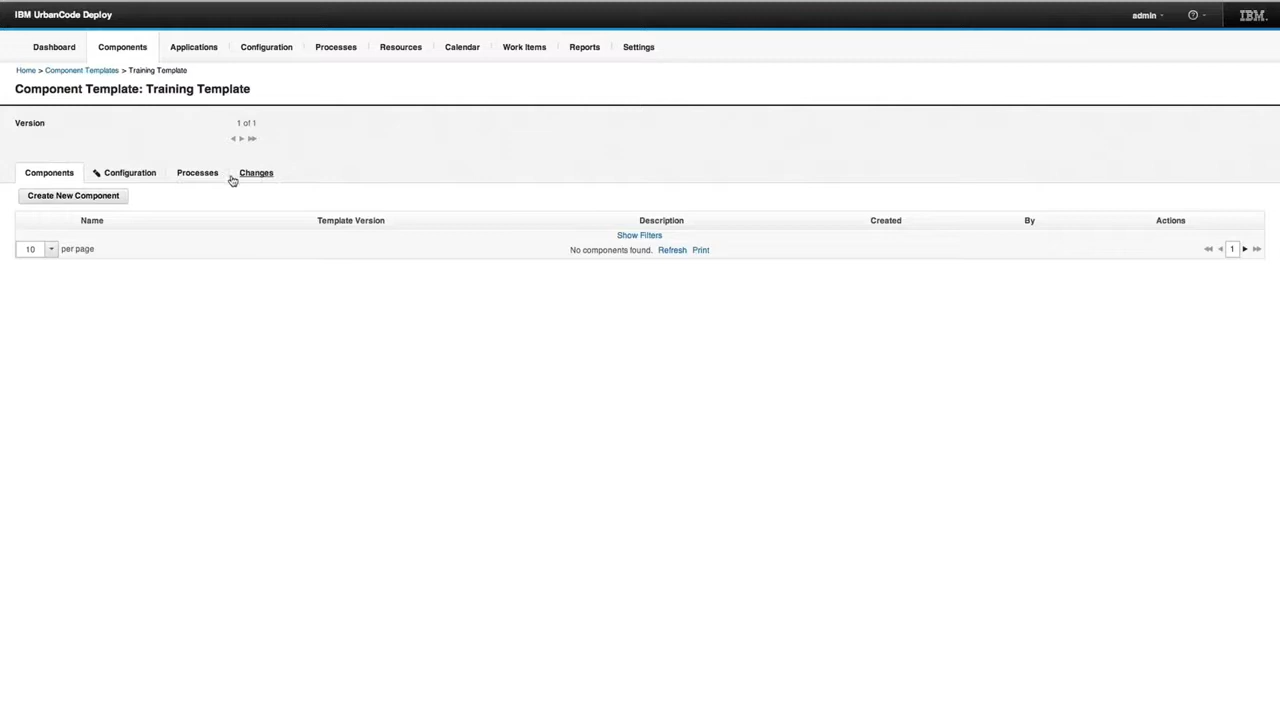 IBM UrbanCode Deploy admin IBM.
Dashboard Components Applications Configuration Processes Resources Calendar Work Items Reports Settings
Home > Component Templates > Training Template
Component Template: Training Template
Version 1 of 1
Components Configuration Processes Changes
Create New Component
Name Template Version Description Created By Actions
Show Filters
10 per page No components found. Refresh Print 1